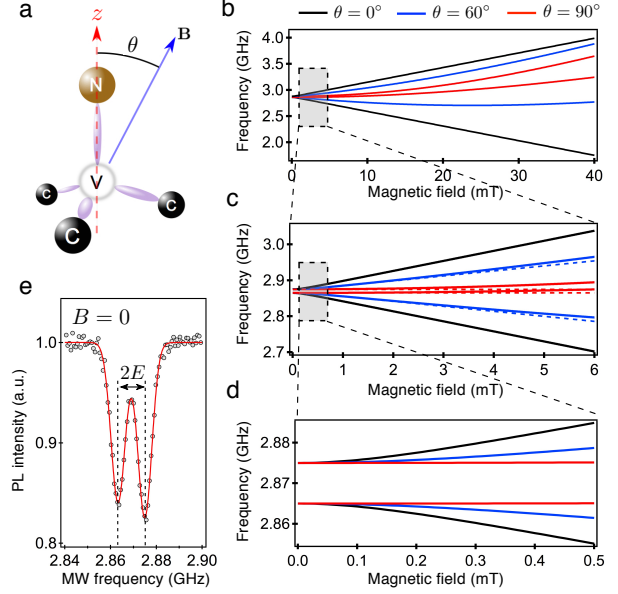 a
z
θ
B
N
V
C
C
C
b
θ = 0° θ = 60° θ = 90°
Frequency (GHz)
4.0
3.5
3.0
2.5
2.0
0 10 20 30 40
Magnetic field (mT)
c
Frequency (GHz)
3.0
2.9
2.8
2.7
0 1 2 3 4 5 6
Magnetic field (mT)
d
Frequency (GHz)
2.88
2.87
2.86
0.0 0.1 0.2 0.3 0.4 0.5
Magnetic field (mT)
e
B = 0
2E
PL intensity (a.u.)
1.0
0.9
0.8
2.84 2.86 2.88 2.90
MW frequency (GHz)